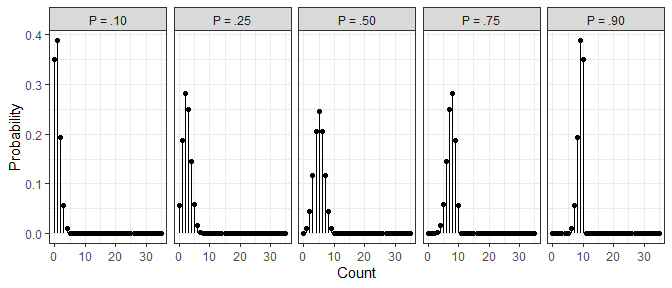 P = .10 P = .25 P = .50 P = .75 P = .90
0.4
0.3
0.2
0.1
0.0
Probability
0 10 20 30 0 10 20 30 0 10 20 30 0 10 20 30 0 10 20 30
Count